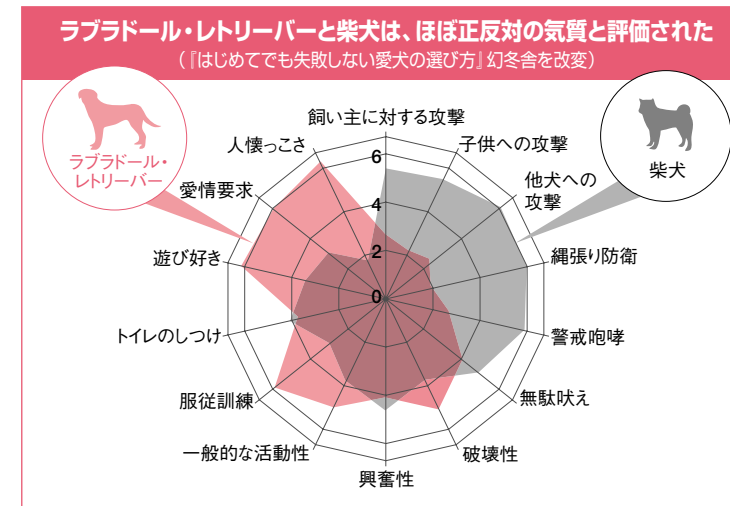 ラブラドール・レトリーバーと柴犬は、ほぼ正反対の気質と評価された
（『はじめてでも失敗しない愛犬の選び方』幻冬舎を改変）
ラブラドール・
レトリーバー
柴犬
飼い主に対する攻撃
子供への攻撃
他犬への
攻撃
縄張り防衛
警戒咆哮
無駄吠え
破壊性
興奮性
一般的な活動性
服従訓練
トイレのしつけ
遊び好き
愛情要求
人懐っこさ
6
4
2
0